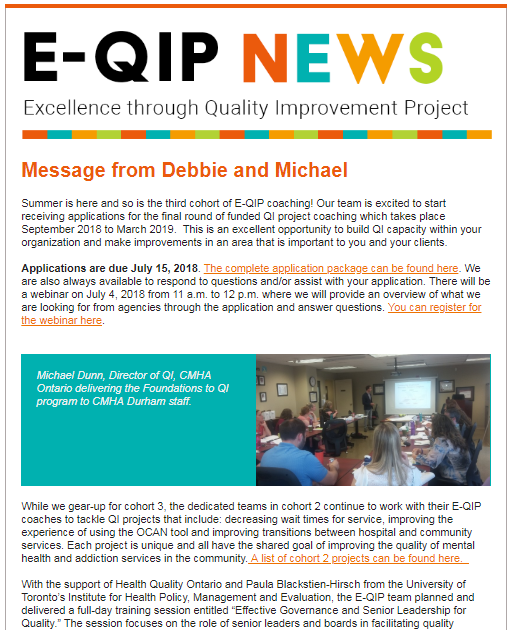 E-QIP NEWS
Excellence through Quality Improvement Project
Message from Debbie and Michael
Summer is here and so is the third cohort of E-QIP coaching! Our team is excited to start
receiving applications for the final round of funded QI project coaching which takes place
September 2018 to March 2019.  This is an excellent opportunity to build QI capacity within your
organization and make improvements in an area that is important to you and your clients.
Applications are due July 15, 2018. The complete application package can be found here. We
are also always available to respond to questions and/or assist with your application. There will be
a webinar on July 4, 2018 from 11 a.m. to 12 p.m. where we will provide an overview of what we
are looking for from agencies through the application and answer questions. You can register for
the webinar here.
Michael Dunn, Director of QI, CMHA
Ontario delivering the Foundations to QI
program to CMHA Durham staff.
While we gear-up for cohort 3, the dedicated teams in cohort 2 continue to work with their E-QIP
coaches to tackle QI projects that include: decreasing wait times for service, improving the
experience of using the OCAN tool and improving transitions between hospital and community
services. Each project is unique and all have the shared goal of improving the quality of mental
health and addiction services in the community. A list of cohort 2 projects can be found here.
With the support of Health Quality Ontario and Paula Blackstien-Hirsch from the University of
Toronto's Institute for Health Policy, Management and Evaluation, the E-QIP team planned and
delivered a full-day training session entitled “Effective Governance and Senior Leadership for
Quality.” The session focuses on the role of senior leaders and boards in facilitating quality